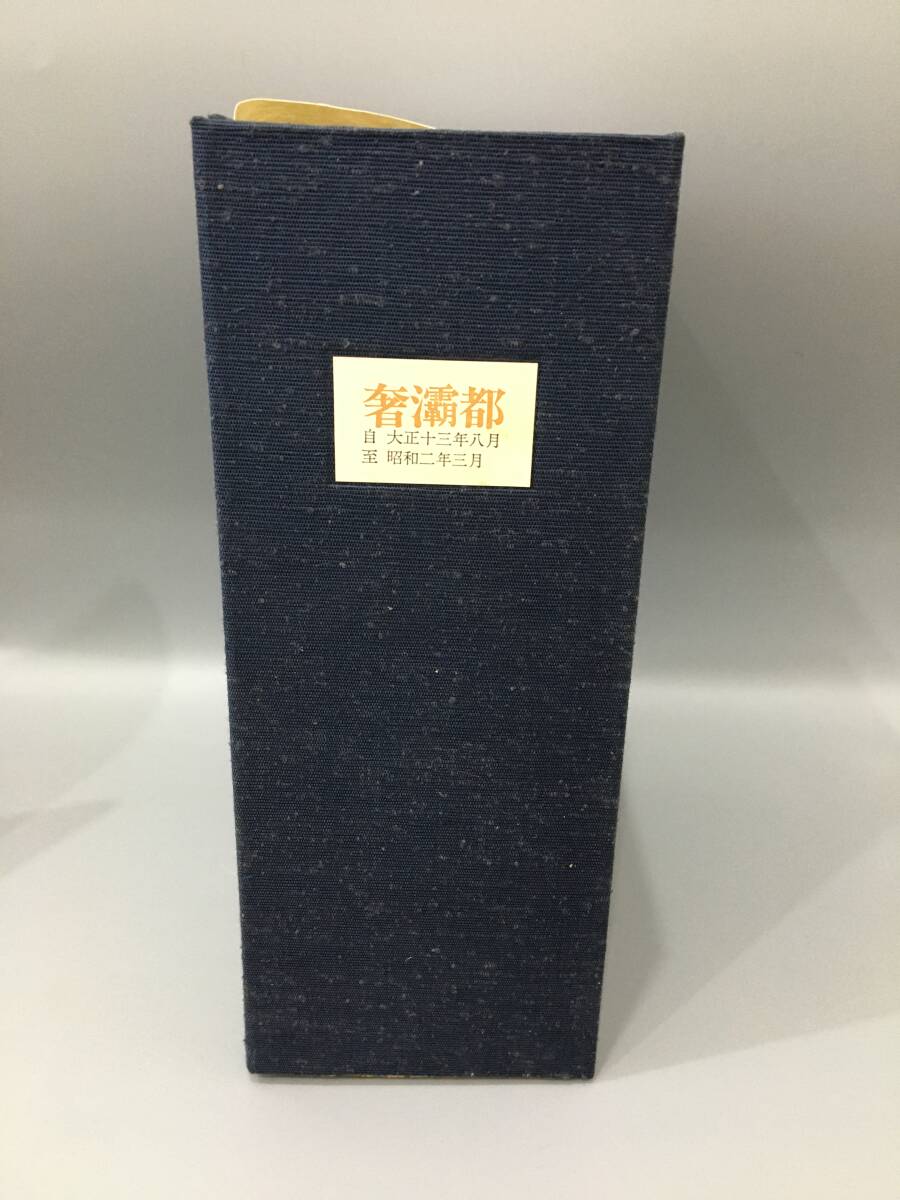 奢灞都
自 大正十三年八月
至 昭和二年三月